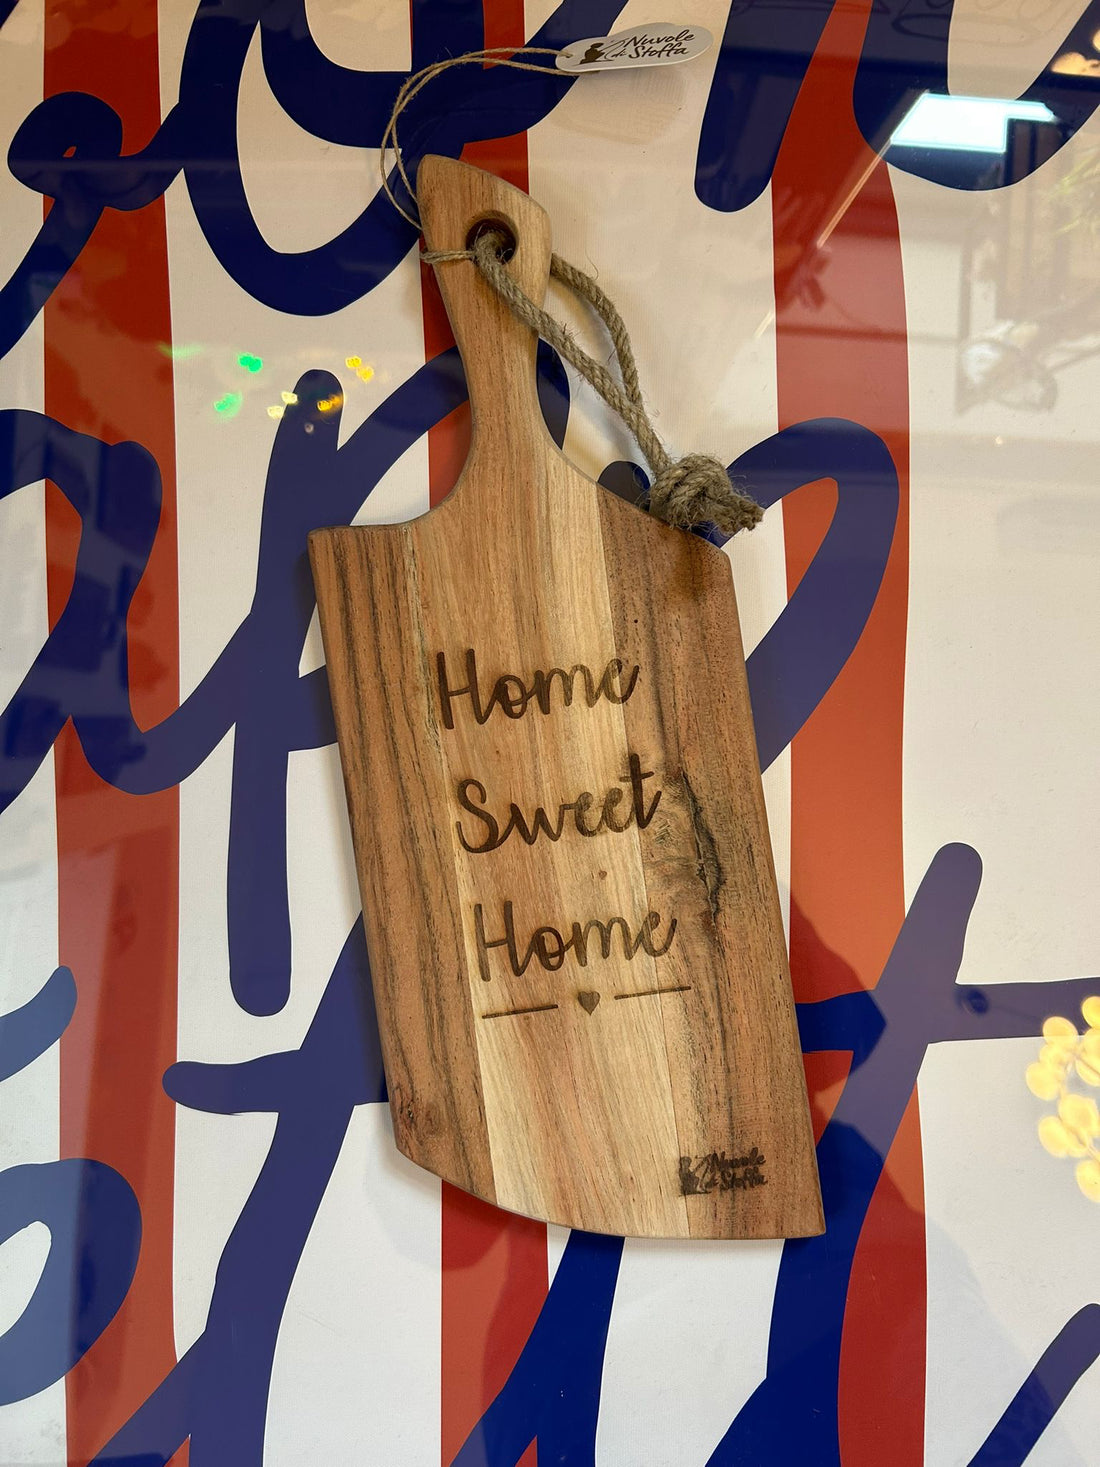 Nuvole
di Stoffa
Home
Sweet
Home
Nuvole
di Stoffa